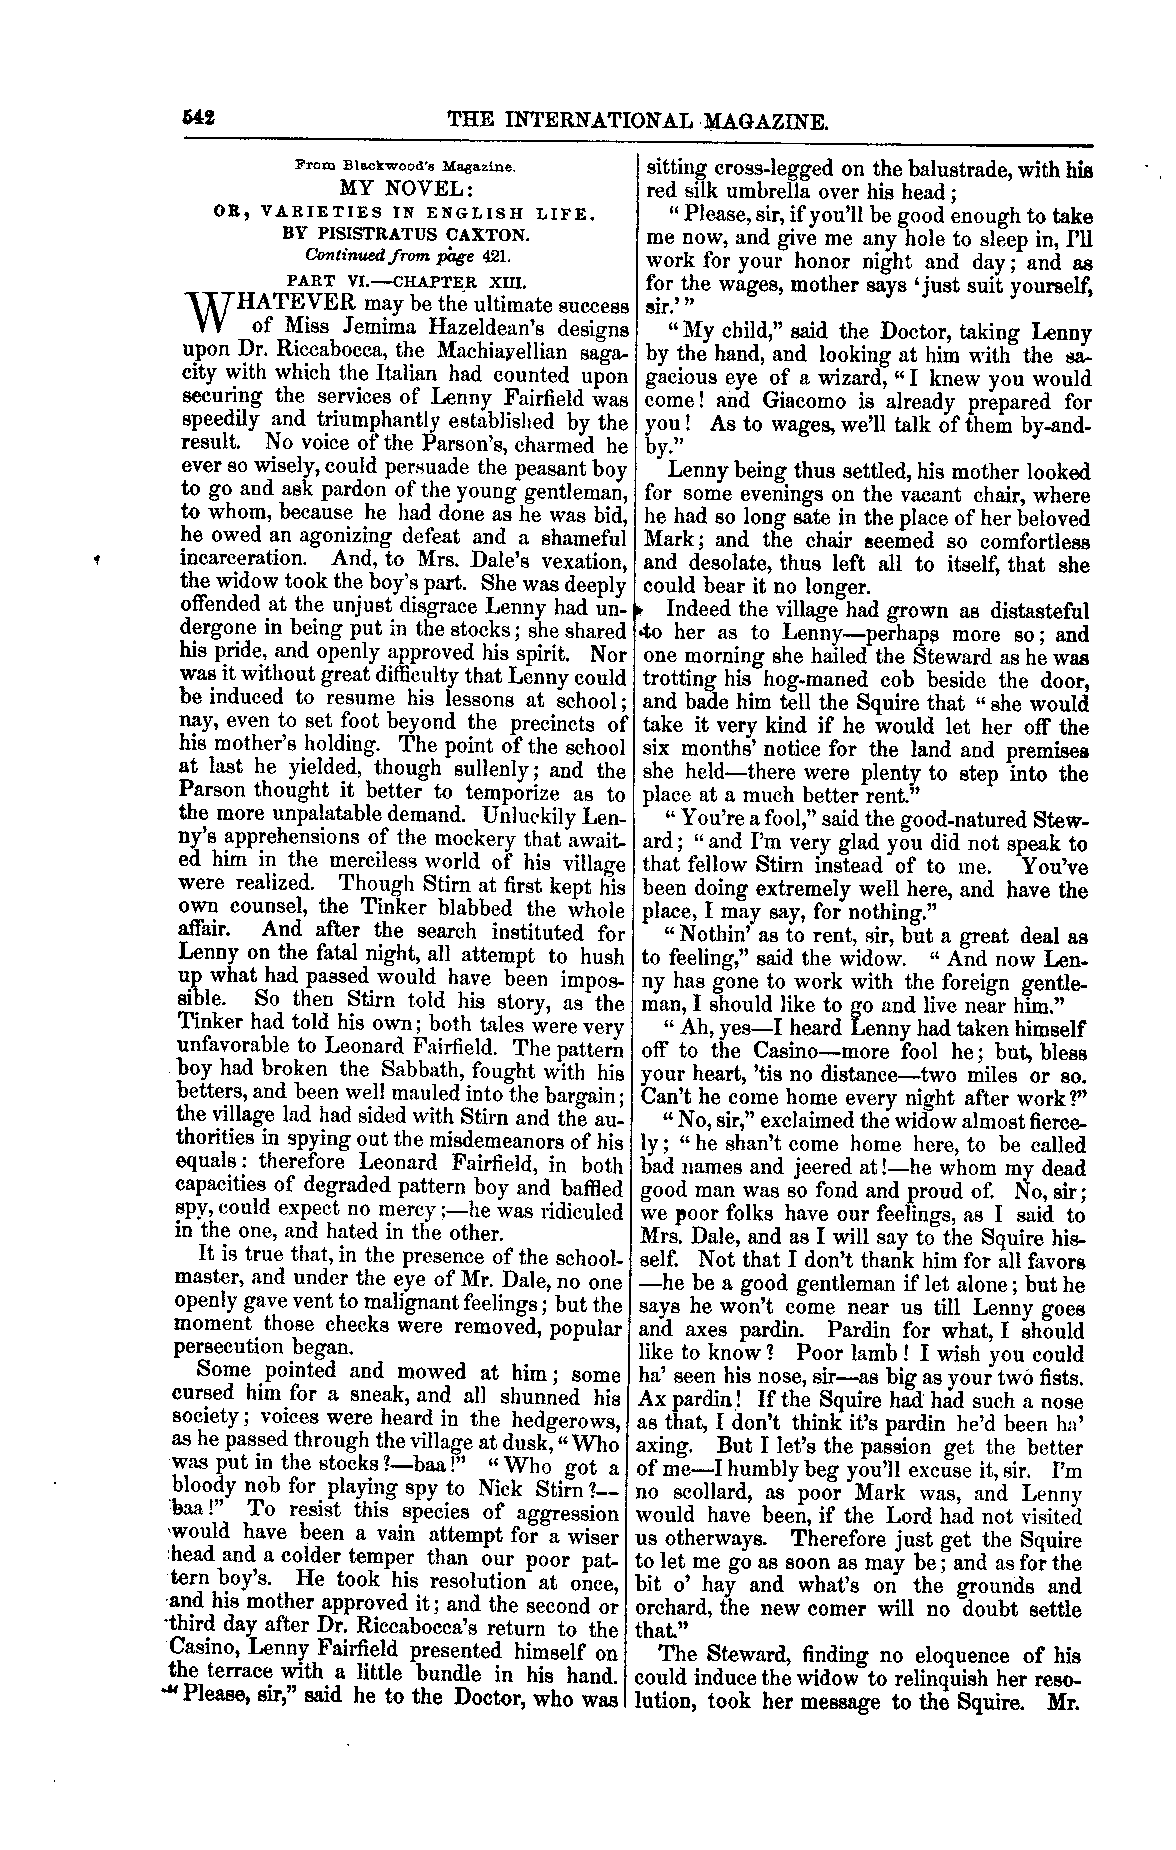 542
THE INTERNATIONAL MAGAZINE.
From Blackwood's Magazine.
MY NOVEL:
OR, VARIETIES IN ENGLISH LIFE.
BY PISISTRATUS CAXTON.
Continued from page 421.
PART VI.—CHAPTER XIII.
WHATEVER may be the ultimate success
of Miss Jemima Hazeldean's designs
upon Dr. Riccabocca, the Machiavellian saga-
city with which the Italian had counted upon
securing the services of Lenny Fairfield was
speedily and triumphantly established by the
result. No voice of the Parson's, charmed he
ever so wisely, could persuade the peasant boy
to go and ask pardon of the young gentleman,
to whom, because he had done as he was bid,
he owed an agonizing defeat and a shameful
incarceration. And, to Mrs. Dale's vexation,
the widow took the boy's part. She was deeply
offended at the unjust disgrace Lenny had un-
dergone in being put in the stocks; she shared
his pride, and openly approved his spirit. Nor
was it without great difficulty that Lenny could
be induced to resume his lessons at school;
nay, even to set foot beyond the precincts of
his mother's holding. The point of the school
at last he yielded, though sullenly; and the
Parson thought it better to temporize as to
the more unpalatable demand. Unluckily Len-
ny's apprehensions of the mockery that await-
ed him in the merciless world of his village
were realized. Though Stirn at first kept his
own counsel, the Tinker blabbed the whole
affair. And after the search instituted for
Lenny on the fatal night, all attempt to hush
up what had passed would have been impos-
sible. So then Stirn told his story, as the
Tinker had told his own; both tales were very
unfavorable to Leonard Fairfield. The pattern
boy had broken the Sabbath, fought with his
betters, and been well mauled into the bargain;
the village lad had sided with Stirn and the au-
thorities in spying out the misdemeanors of his
equals: therefore Leonard Fairfield, in both
capacities of degraded pattern boy and baffled
spy, could expect no mercy;—he was ridiculed
in the one, and hated in the other.
It is true that, in the presence of the school-
master, and under the eye of Mr. Dale, no one
openly gave vent to malignant feelings; but the
moment those checks were removed, popular
persecution began.
Some pointed and mowed at him; some
cursed him for a sneak, and all shunned his
society; voices were heard in the hedgerows,
as he passed through the village at dusk, "Who
was put in the stocks?—baa!" "Who got a
bloody nob for playing spy to Nick Stirn?—
baa!" To resist this species of aggression
would have been a vain attempt for a wiser
head and a colder temper than our poor pat-
tern boy's. He took his resolution at once,
and his mother approved it; and the second or
third day after Dr. Riccabocca's return to the
Casino, Lenny Fairfield presented himself on
the terrace with a little bundle in his hand.
"Please, sir," said he to the Doctor, who was
sitting cross-legged on the balustrade, with his
red silk umbrella over his head;
"Please, sir, if you'll be good enough to take
me now, and give me any hole to sleep in, I'll
work for your honor night and day; and as
for the wages, mother says 'just suit yourself,
sir.'"
"My child," said the Doctor, taking Lenny
by the hand, and looking at him with the sa-
gacious eye of a wizard, "I knew you would
come! and Giacomo is already prepared for
you! As to wages, we'll talk of them by-and-
by."
Lenny being thus settled, his mother looked
for some evenings on the vacant chair, where
he had so long sate in the place of her beloved
Mark; and the chair seemed so comfortless
and desolate, thus left all to itself, that she
could bear it no longer.
Indeed the village had grown as distasteful
to her as to Lenny—perhaps more so; and
one morning she hailed the Steward as he was
trotting his hog-maned cob beside the door,
and bade him tell the Squire that "she would
take it very kind if he would let her off the
six months' notice for the land and premises
she held—there were plenty to step into the
place at a much better rent."
"You're a fool," said the good-natured Stew-
ard; "and I'm very glad you did not speak to
that fellow Stirn instead of to me. You've
been doing extremely well here, and have the
place, I may say, for nothing."
"Nothin' as to rent, sir, but a great deal as
to feeling," said the widow. "And now Len-
ny has gone to work with the foreign gentle-
man, I should like to go and live near him."
"Ah, yes—I heard Lenny had taken himself
off to the Casino—more fool he; but, bless
your heart, 'tis no distance—two miles or so.
Can't he come home every night after work?"
"No, sir," exclaimed the widow almost fierce-
ly; "he shan't come home here, to be called
bad names and jeered at!—he whom my dead
good man was so fond and proud of. No, sir;
we poor folks have our feelings, as I said to
Mrs. Dale, and as I will say to the Squire his-
self. Not that I don't thank him for all favors
—he be a good gentleman if let alone; but he
says he won't come near us till Lenny goes
and axes pardin. Pardin for what, I should
like to know? Poor lamb! I wish you could
ha' seen his nose, sir—as big as your two fists.
Ax pardin! If the Squire had had such a nose
as that, I don't think it's pardin he'd been ha'
axing. But I let's the passion get the better
of me—I humbly beg you'll excuse it, sir. I'm
no scollard, as poor Mark was, and Lenny
would have been, if the Lord had not visited
us otherways. Therefore just get the Squire
to let me go as soon as may be; and as for the
bit o' hay and what's on the grounds and
orchard, the new comer will no doubt settle
that."
The Steward, finding no eloquence of his
could induce the widow to relinquish her reso-
lution, took her message to the Squire. Mr.